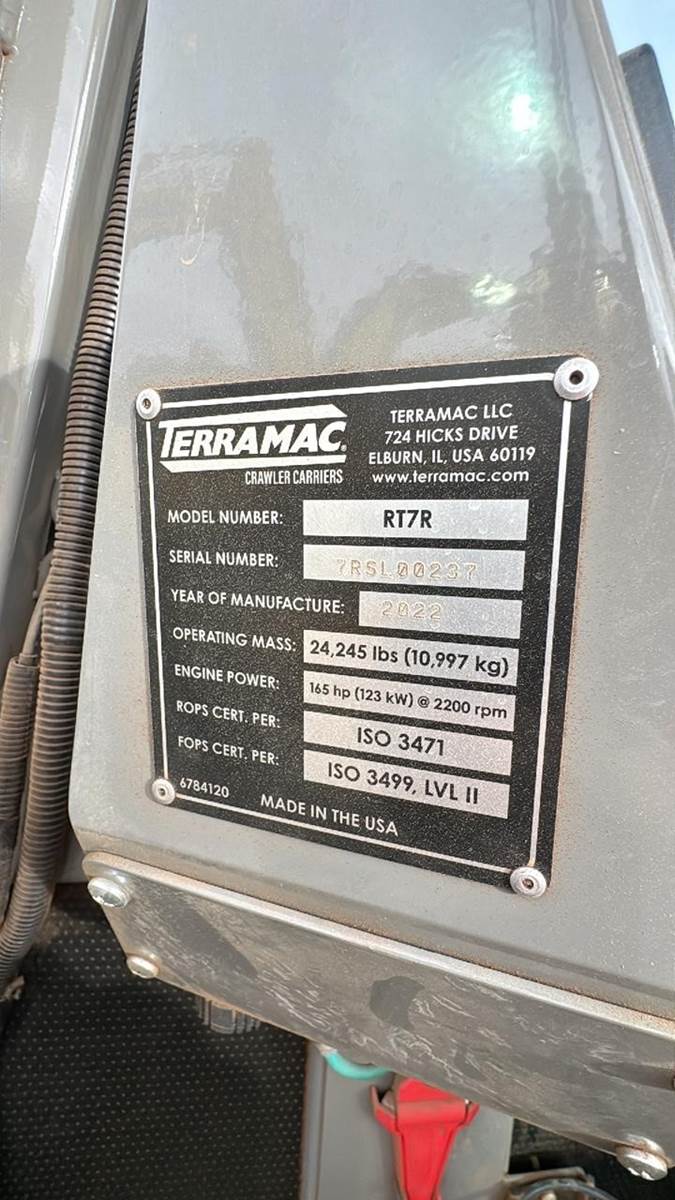 TERRAMAC
CRAWLER CARRIERS
TERRAMAC LLC
724 HICKS DRIVE
ELBURN, IL, USA 60119
www.terramac.com
MODEL NUMBER: RT7R
SERIAL NUMBER: 7RSL00237
YEAR OF MANUFACTURE: 2022
OPERATING MASS: 24,245 lbs (10,997 kg)
ENGINE POWER: 165 hp (123 kW) @ 2200 rpm
ROPS CERT. PER: ISO 3471
FOPS CERT. PER: ISO 3499, LVL II
6784120
MADE IN THE USA